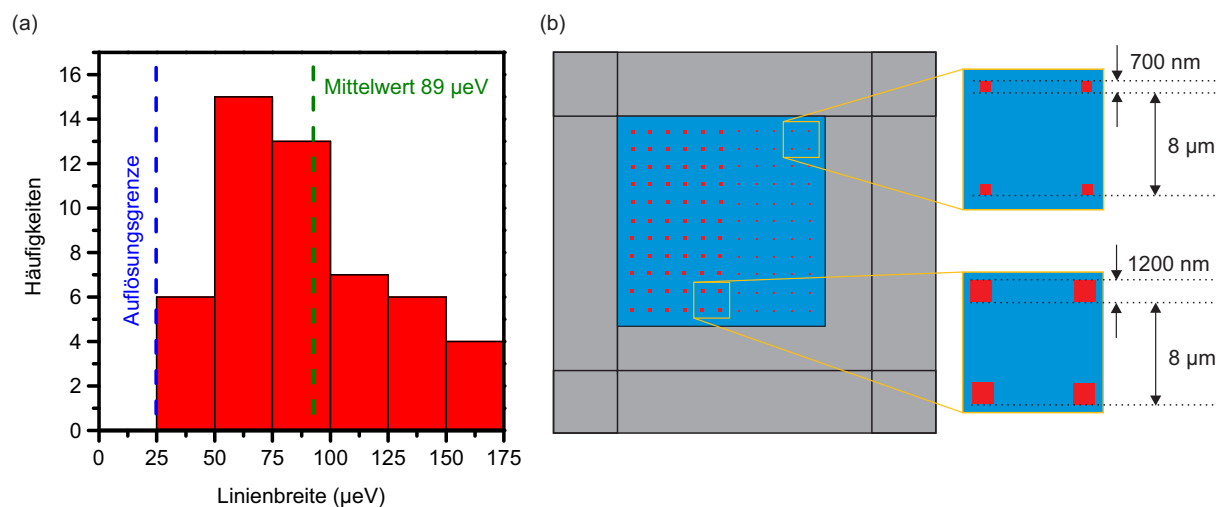 (a)
Häufigkeiten
16
14
12
10
8
6
4
2
0
Auflösungsgrenze
Mittelwert 89 µeV
0
25
50
75
100
125
150
175
Linienbreite (µeV)
(b)
700 nm
8 µm
1200 nm
8 µm